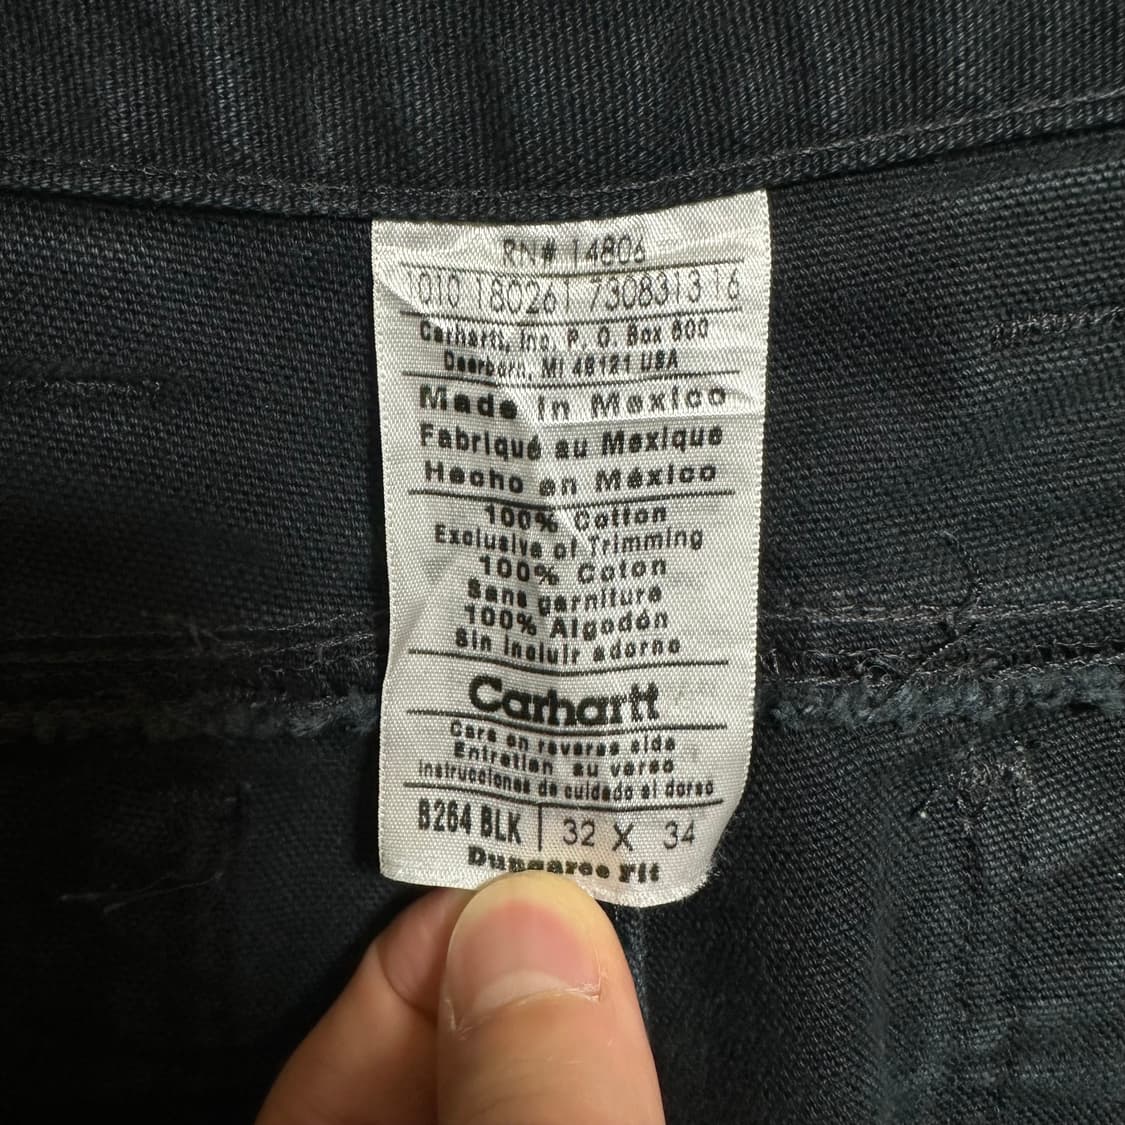 RN# 14806
1010 180261 7308313 16
Carhartt, Inc. P. O. Box 600
Dearborn, MI 48121 USA
Made in Mexico
Fabriqué au Mexique
Hecho en México
100% Cotton
Exclusive of Trimming
100% Coton
Sans garniture
100% Algodón
Sin incluir adorno
Carhartt
Care on reverse side
Entretien au verso
instrucciones de cuidado al dorso
B264 BLK | 32 X 34
Dungaree Fit